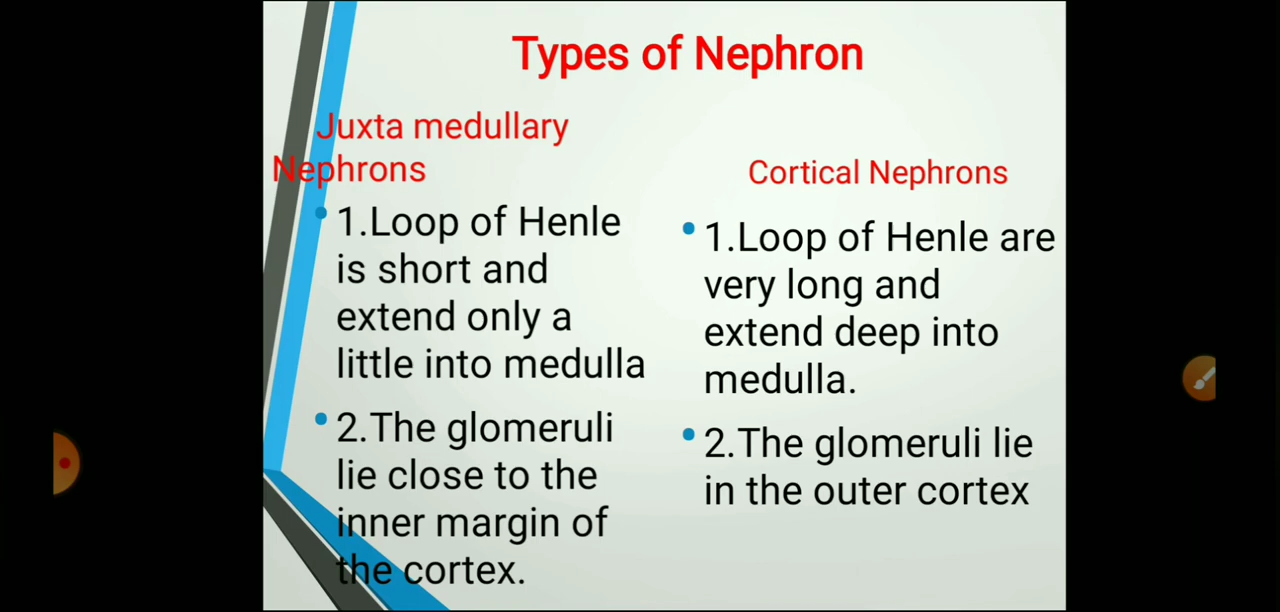 Types of Nephron
Juxta medullary
Nephrons
1.Loop of Henle
is short and
extend only a
little into medulla
2.The glomeruli
lie close to the
inner margin of
the cortex.
Cortical Nephrons
1.Loop of Henle are
very long and
extend deep into
medulla.
2.The glomeruli lie
in the outer cortex